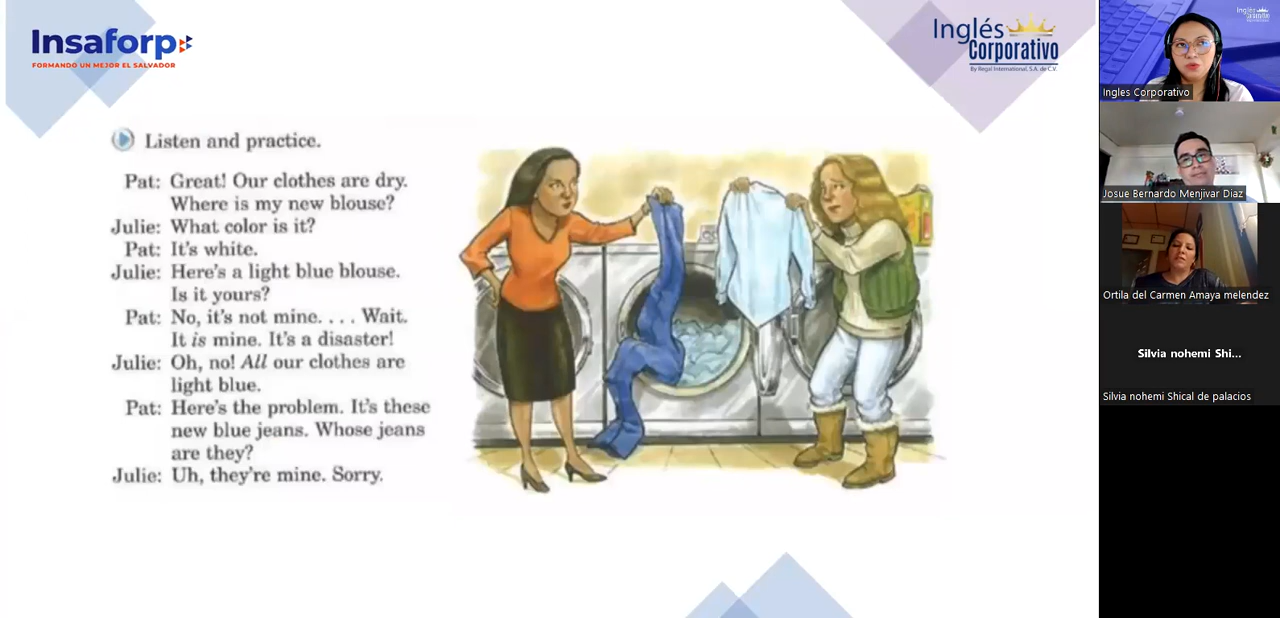 Insaforp
FORMANDO UN MEJOR EL SALVADOR
Inglés
Corporativo
By Regal International, S.A. de C.V.
Listen and practice.
Pat: Great! Our clothes are dry.
Where is my new blouse?
Julie: What color is it?
Pat: It's white.
Julie: Here's a light blue blouse.
Is it yours?
Pat: No, it's not mine. . . . Wait.
It is mine. It's a disaster!
Julie: Oh, no! All our clothes are
light blue.
Pat: Here's the problem. It's these
new blue jeans. Whose jeans
are they?
Julie: Uh, they're mine. Sorry.
Ingles Corporativo
Josue Bernardo Menjivar Diaz
Ortila del Carmen Amaya melendez
Silvia nohemi Shi...
Silvia nohemi Shical de palacios